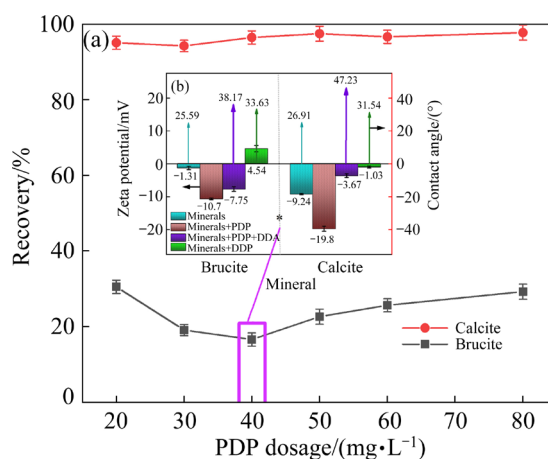 100
(a)
80
60
40
20
0
Recovery/%
20
30
40
50
60
70
80
PDP dosage/(mg·L⁻¹)
Calcite
Brucite
(b)
Zeta potential/mV
20
10
0
−10
−20
Contact angle/(°)
40
20
0
−20
−40
25.59
38.17
33.63
26.91
47.23
31.54
−1.31
−10.7
−7.75
4.54
−9.24
−19.8
−3.67
−1.03
*
Minerals
Minerals+PDP
Minerals+PDP+DDA
Minerals+DDP
Brucite
Calcite
Mineral